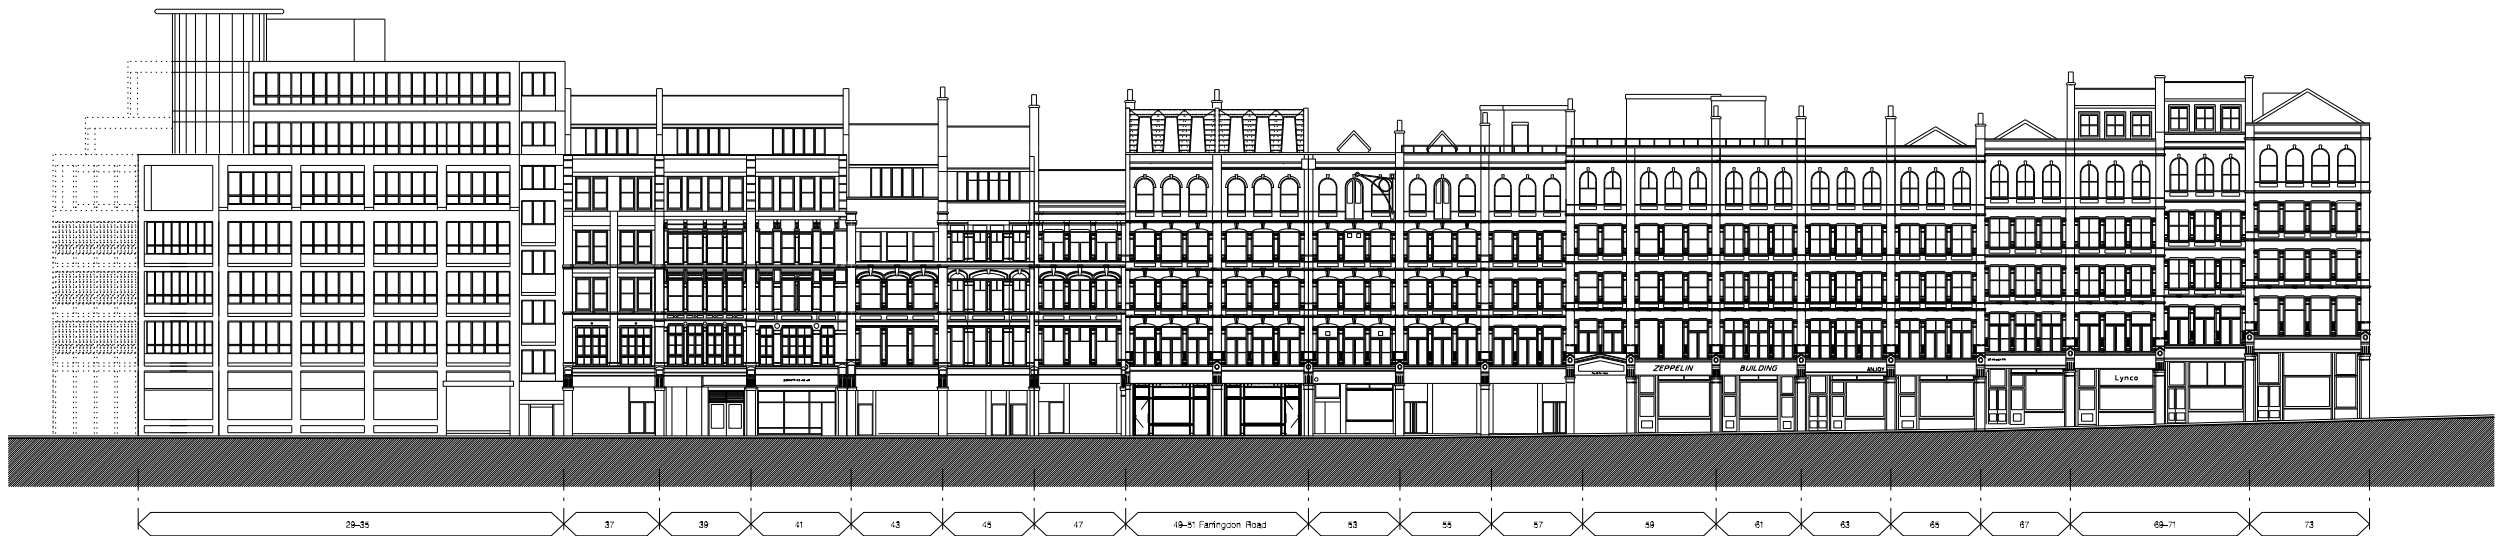 ZEPPELIN BUILDING ANJOY
Lynco
29-35 37 39 41 43 45 47 49-51 Farringdon Road 53 55 57 59 61 63 65 67 69-71 73